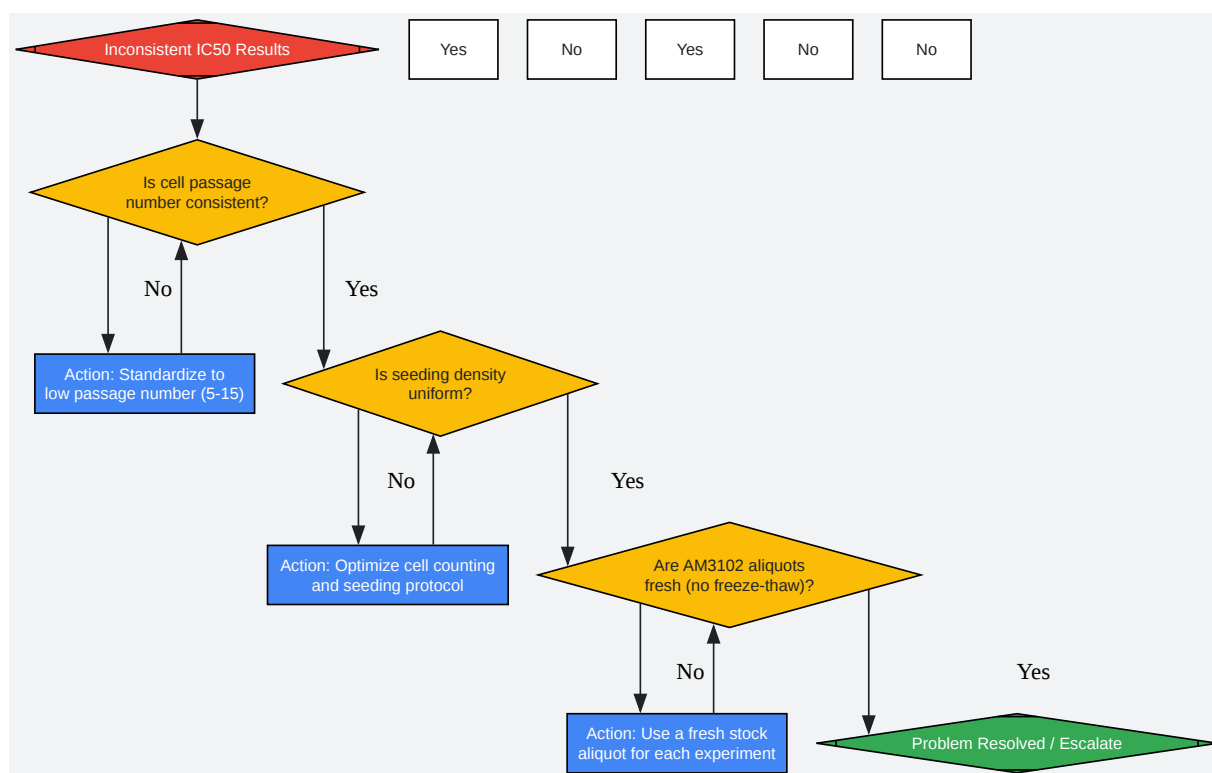 Inconsistent IC50 Results
Yes
No
Yes
No
No
Is cell passage
number consistent?
No
Yes
Action: Standardize to
low passage number (5-15)
Is seeding density
uniform?
No
Yes
Action: Optimize cell counting
and seeding protocol
Are AM3102 aliquots
fresh (no freeze-thaw)?
No
Yes
Action: Use a fresh stock
aliquot for each experiment
Problem Resolved / Escalate